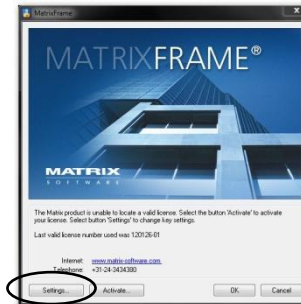 MatrixFrame
MATRIXFRAME®
MATRIX
SOFTWARE
The Matrix product is unable to locate a valid license. Select the button 'Activate' to activate
your license. Select button 'Settings' to change key settings.
Last valid license number used was 120126-01
Internet: www.matrix-software.com
Telephone: +31-24-3434380
Settings... Activate... OK Cancel